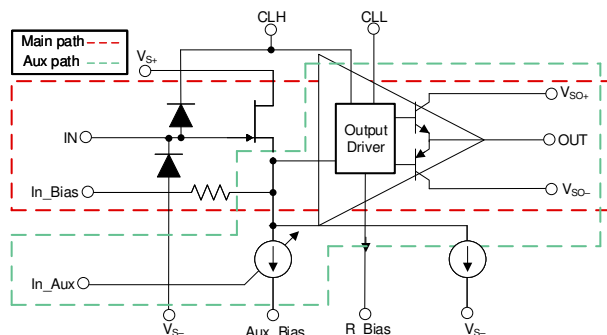 CLH
CLL
Main path
Aux path
VS+
VSO+
IN
Output
Driver
OUT
In_Bias
VSO–
In_Aux
VS–
Aux_Bias
R_Bias
VS–